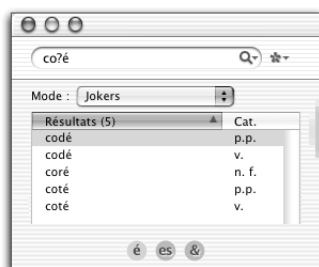 co?é
Mode : Jokers
Résultats (5) Cat.
codé p.p.
codé v.
coré n. f.
coté p.p.
coté v.
é es &